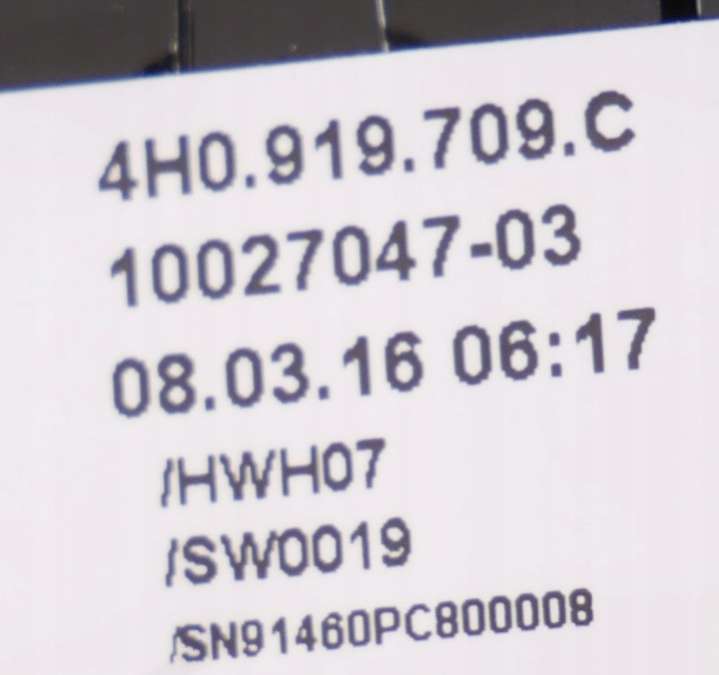 4H0.919.709.C
10027047-03
08.03.16 06:17
/HWH07
/SW0019
/SN91460PC800008